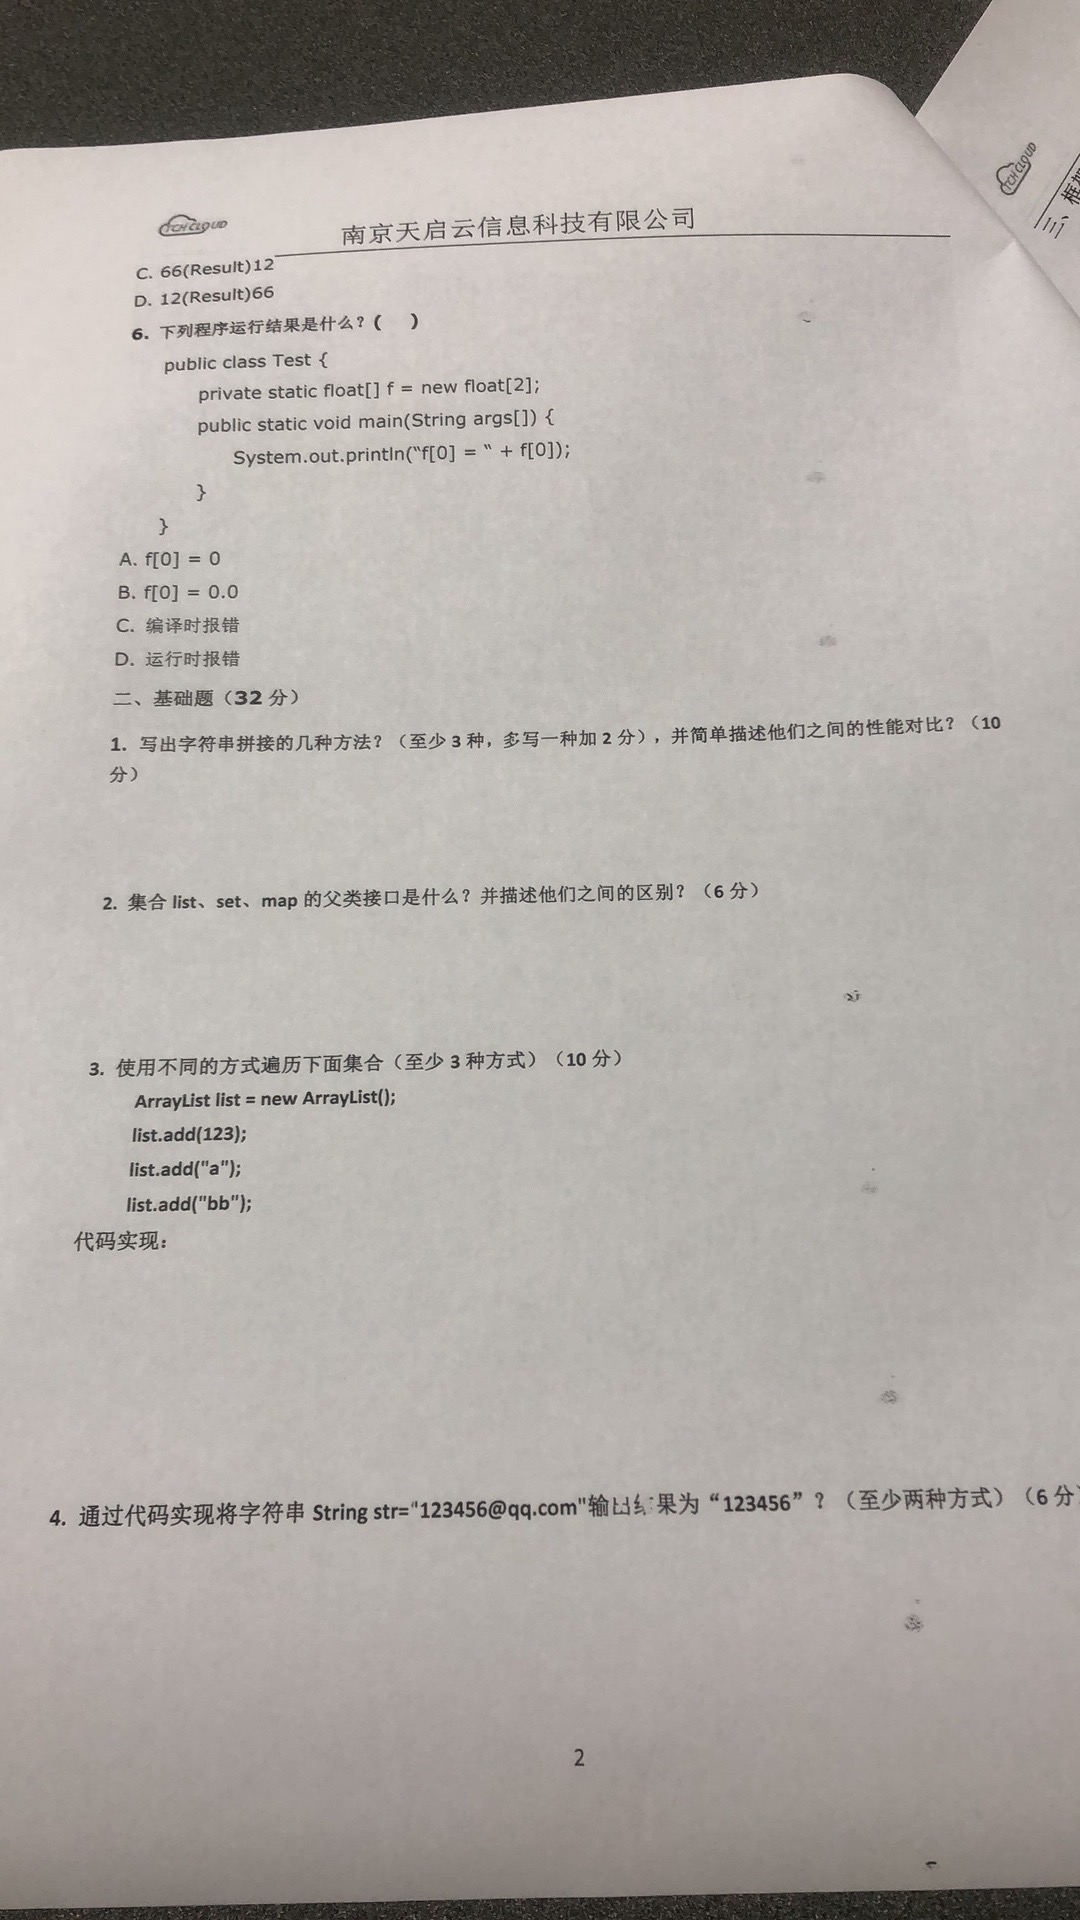 TCH CLOUD
南京天启云信息科技有限公司
C. 66(Result)12
D. 12(Result)66
6. 下列程序运行结果是什么？(    )
public class Test {
private static float[] f = new float[2];
public static void main(String args[]) {
System.out.println("f[0] = " + f[0]);
}
}
A. f[0] = 0
B. f[0] = 0.0
C. 编译时报错
D. 运行时报错
二、基础题（32 分）
1. 写出字符串拼接的几种方法？（至少 3 种，多写一种加 2 分），并简单描述他们之间的性能对比？（10
分）
2. 集合 list、set、map 的父类接口是什么？并描述他们之间的区别？（6 分）
3. 使用不同的方式遍历下面集合（至少 3 种方式）（10 分）
ArrayList list = new ArrayList();
list.add(123);
list.add("a");
list.add("bb");
代码实现：
4. 通过代码实现将字符串 String str="123456@qq.com"输出结果为“123456”？（至少两种方式）（6 分）
2
TCH CLOUD
三、框架